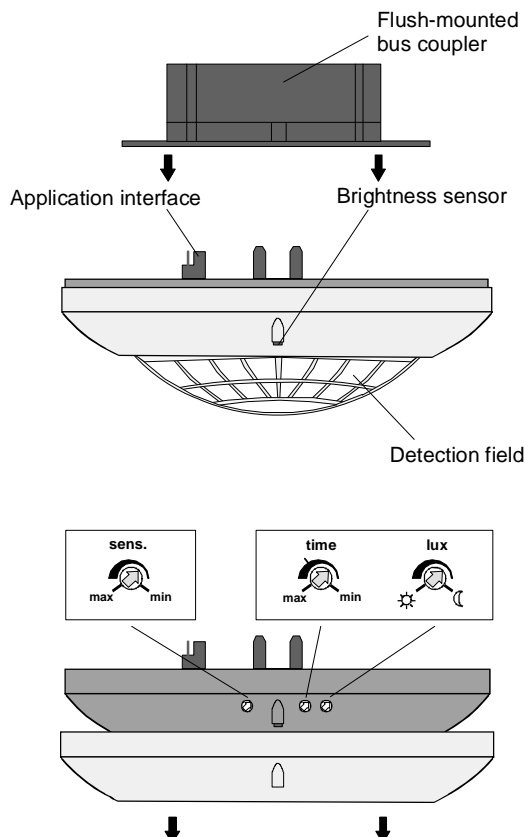 Flush-mounted
bus coupler
Application interface
Brightness sensor
Detection field
sens.
max min
time
max min
lux